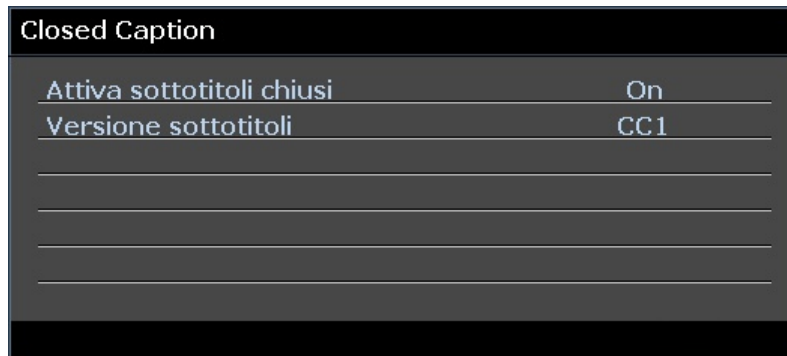 Closed Caption
Attiva sottotitoli chiusi On
Versione sottotitoli CC1